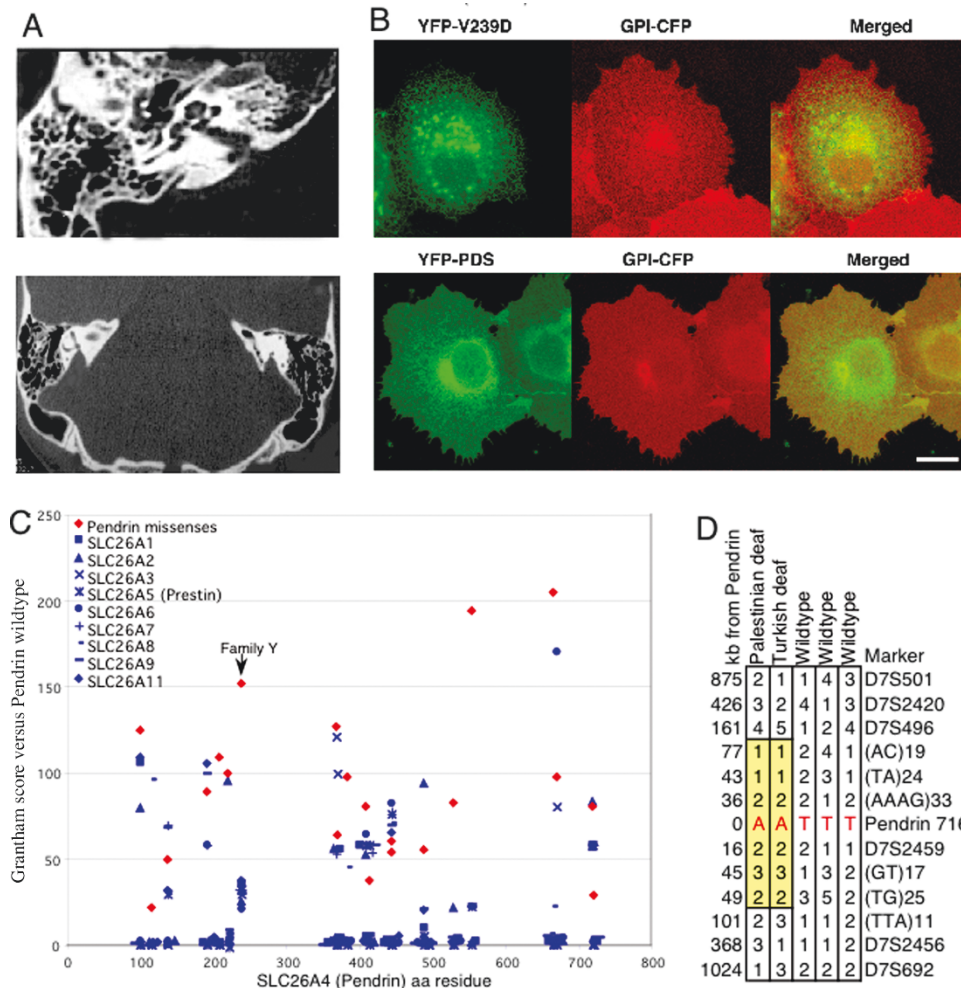 A
B
YFP-V239D GPI-CFP Merged
YFP-PDS GPI-CFP Merged
C
Grantham score versus Pendrin wildtype
250
200
150
100
50
0
Pendrin missenses
SLC26A1
SLC26A2
SLC26A3
SLC26A5 (Prestin)
SLC26A6
SLC26A7
SLC26A8
SLC26A9
SLC26A11
Family Y
0 100 200 300 400 500 600 700 800
SLC26A4 (Pendrin) aa residue
D
kb from Pendrin
Palestinian deaf
Turkish deaf
Wildtype
Wildtype
Wildtype
Marker
875 2 1 1 4 3 D7S501
426 3 2 4 1 3 D7S2420
161 4 5 1 2 4 D7S496
77 1 1 2 4 1 (AC)19
43 1 1 2 3 1 (TA)24
36 2 2 2 1 2 (AAAG)33
0 A A T T T Pendrin 716
16 2 2 2 1 1 D7S2459
45 3 3 1 3 2 (GT)17
49 2 2 3 5 2 (TG)25
101 2 3 1 1 2 (TTA)11
368 3 1 1 1 2 D7S2456
1024 1 3 2 2 2 D7S692